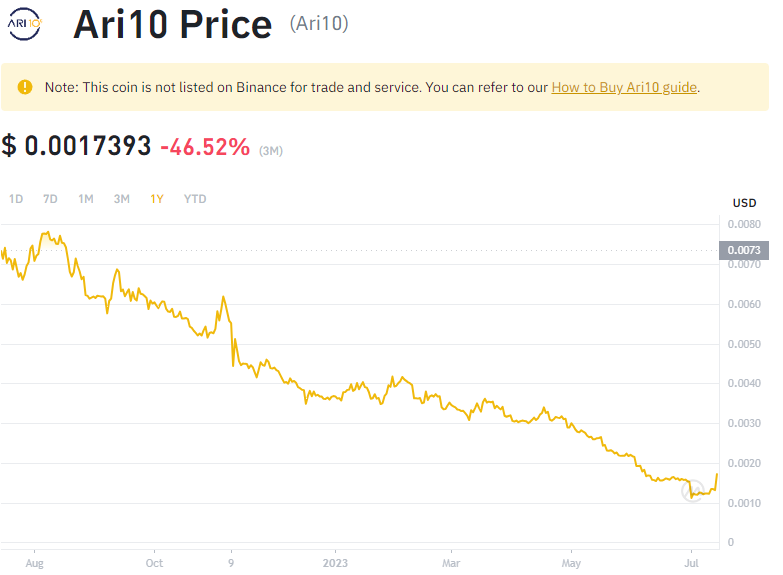 ARI10
Ari10 Price (Ari10)
Note: This coin is not listed on Binance for trade and service. You can refer to our How to Buy Ari10 guide.
$ 0.0017393 -46.52% (3M)
1D 7D 1M 3M 1Y YTD
USD
0.0080
0.0073
0.0070
0.0060
0.0050
0.0040
0.0030
0.0020
0.0010
0
Aug Oct 9 2023 Mar May Jul